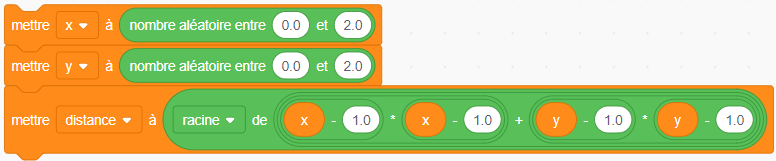 mettre x à nombre aléatoire entre 0.0 et 2.0
mettre y à nombre aléatoire entre 0.0 et 2.0
mettre distance à racine de x - 1.0 * x - 1.0 + y - 1.0 * y - 1.0